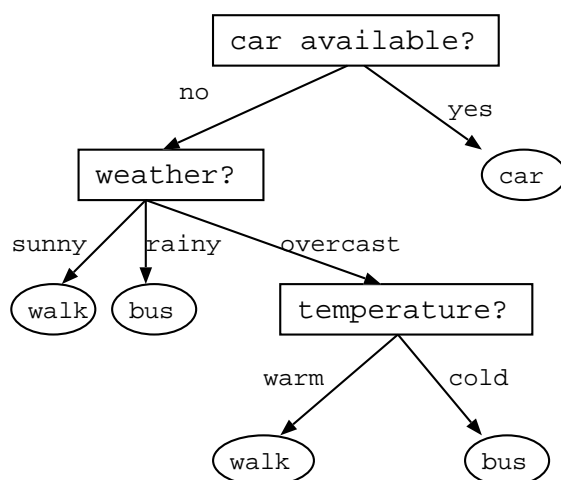 car available?
no
yes
weather?
car
sunny
rainy
overcast
walk
bus
temperature?
warm
cold
walk
bus